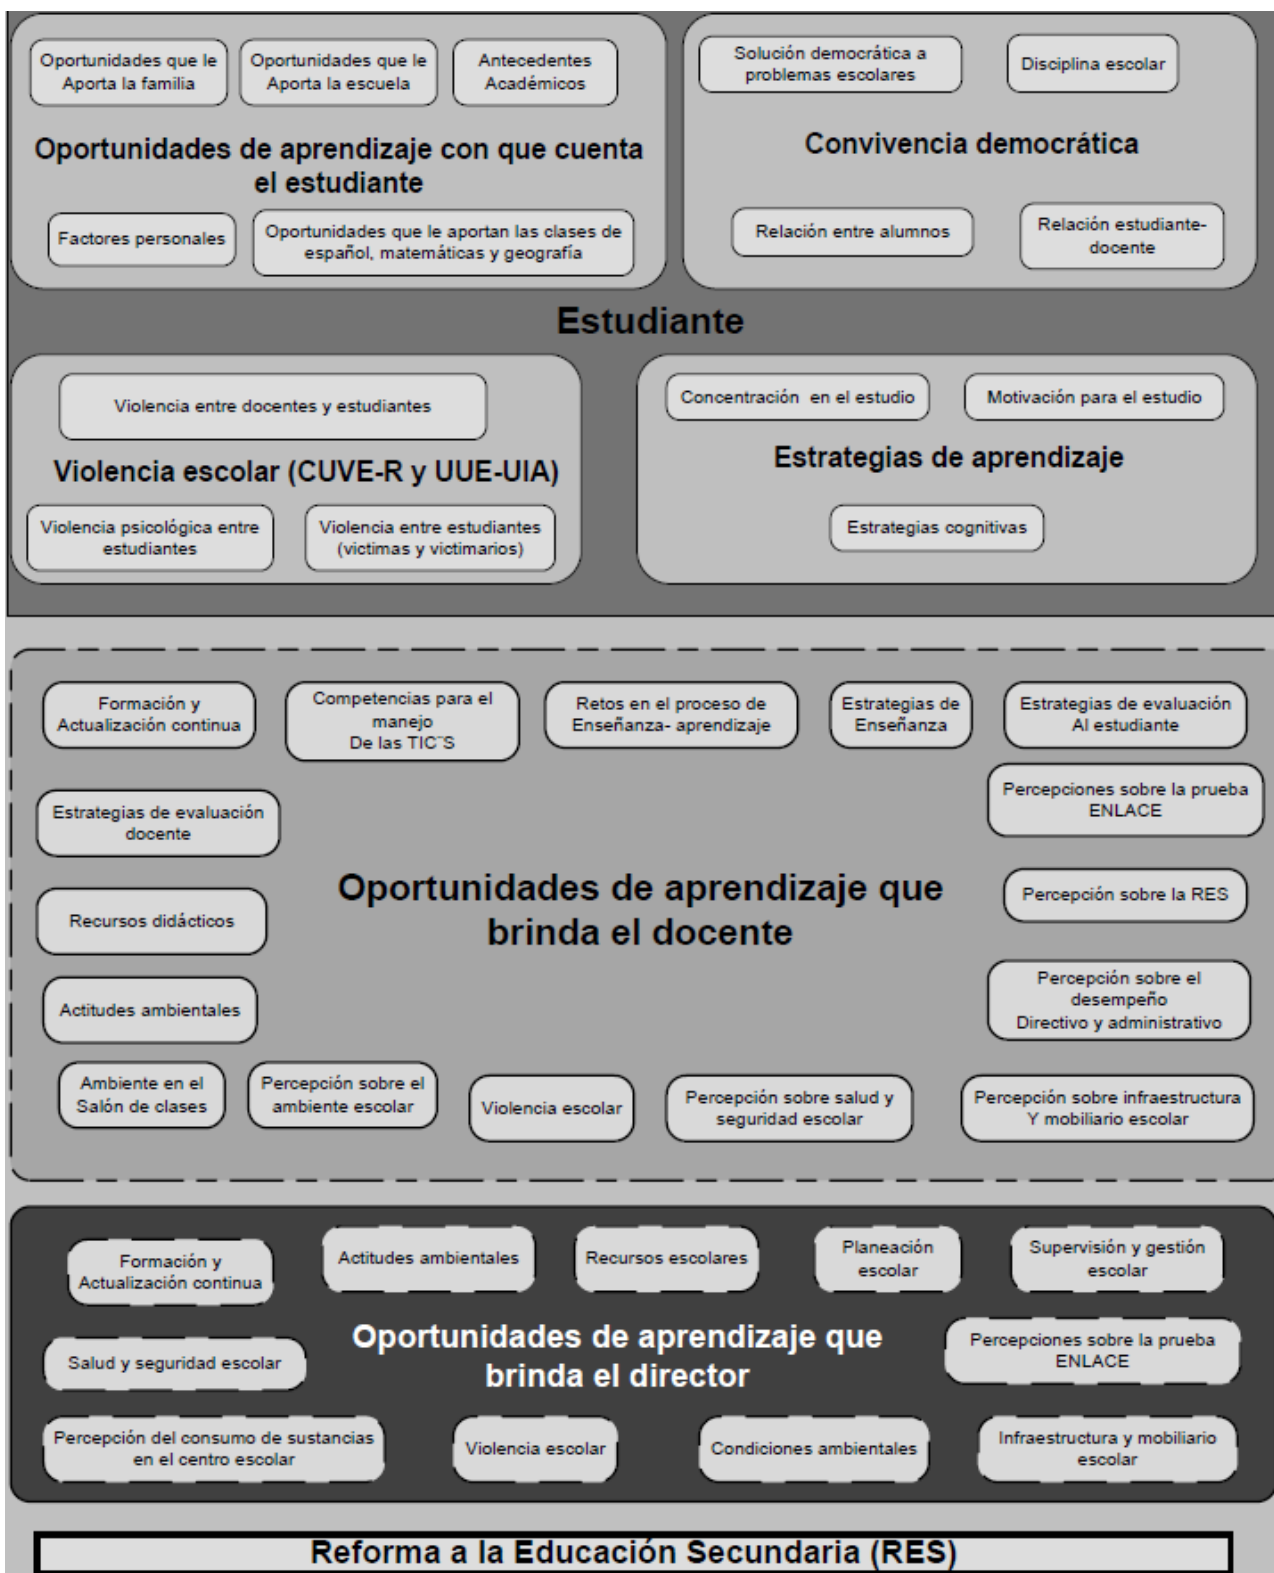 Oportunidades que le
Aporta la familia
Oportunidades que le
Aporta la escuela
Antecedentes
Académicos
Oportunidades de aprendizaje con que cuenta
el estudiante
Factores personales
Oportunidades que le aportan las clases de
español, matemáticas y geografía
Solución democrática a
problemas escolares
Disciplina escolar
Convivencia democrática
Relación entre alumnos
Relación estudiante-
docente
Estudiante
Violencia entre docentes y estudiantes
Violencia escolar (CUVE-R y UUE-UIA)
Violencia psicológica entre
estudiantes
Violencia entre estudiantes
(victimas y victimarios)
Concentración en el estudio
Motivación para el estudio
Estrategias de aprendizaje
Estrategias cognitivas
Formación y
Actualización continua
Competencias para el
manejo
De las TIC¨S
Retos en el proceso de
Enseñanza- aprendizaje
Estrategias de
Enseñanza
Estrategias de evaluación
Al estudiante
Percepciones sobre la prueba
ENLACE
Estrategias de evaluación
docente
Oportunidades de aprendizaje que
brinda el docente
Percepción sobre la RES
Recursos didácticos
Percepción sobre el
desempeño
Directivo y administrativo
Actitudes ambientales
Ambiente en el
Salón de clases
Percepción sobre el
ambiente escolar
Violencia escolar
Percepción sobre salud y
seguridad escolar
Percepción sobre infraestructura
Y mobiliario escolar
Formación y
Actualización continua
Actitudes ambientales
Recursos escolares
Planeación
escolar
Supervisión y gestión
escolar
Salud y seguridad escolar
Oportunidades de aprendizaje que
brinda el director
Percepciones sobre la prueba
ENLACE
Percepción del consumo de sustancias
en el centro escolar
Violencia escolar
Condiciones ambientales
Infraestructura y mobiliario
escolar
Reforma a la Educación Secundaria (RES)